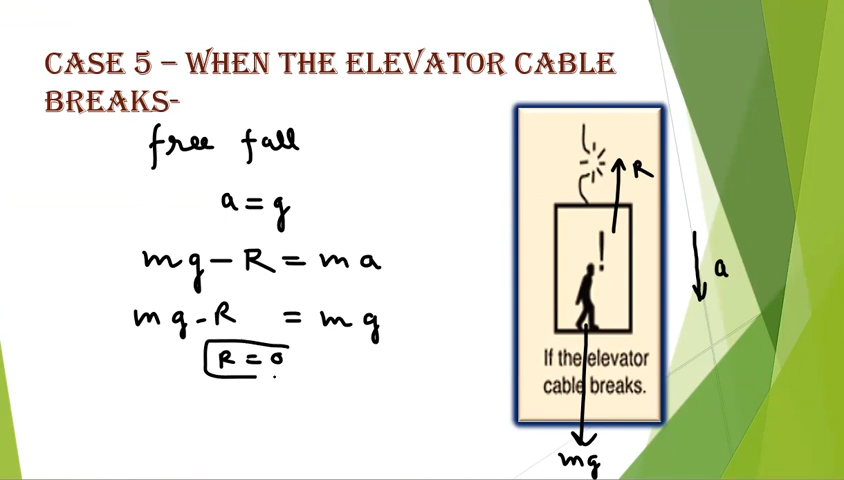 CASE 5 – WHEN THE ELEVATOR CABLE
BREAKS-
free fall
a = g
mg - R = ma
mg - R = mg
R = 0
R
!
a
If the elevator
cable breaks.
mg